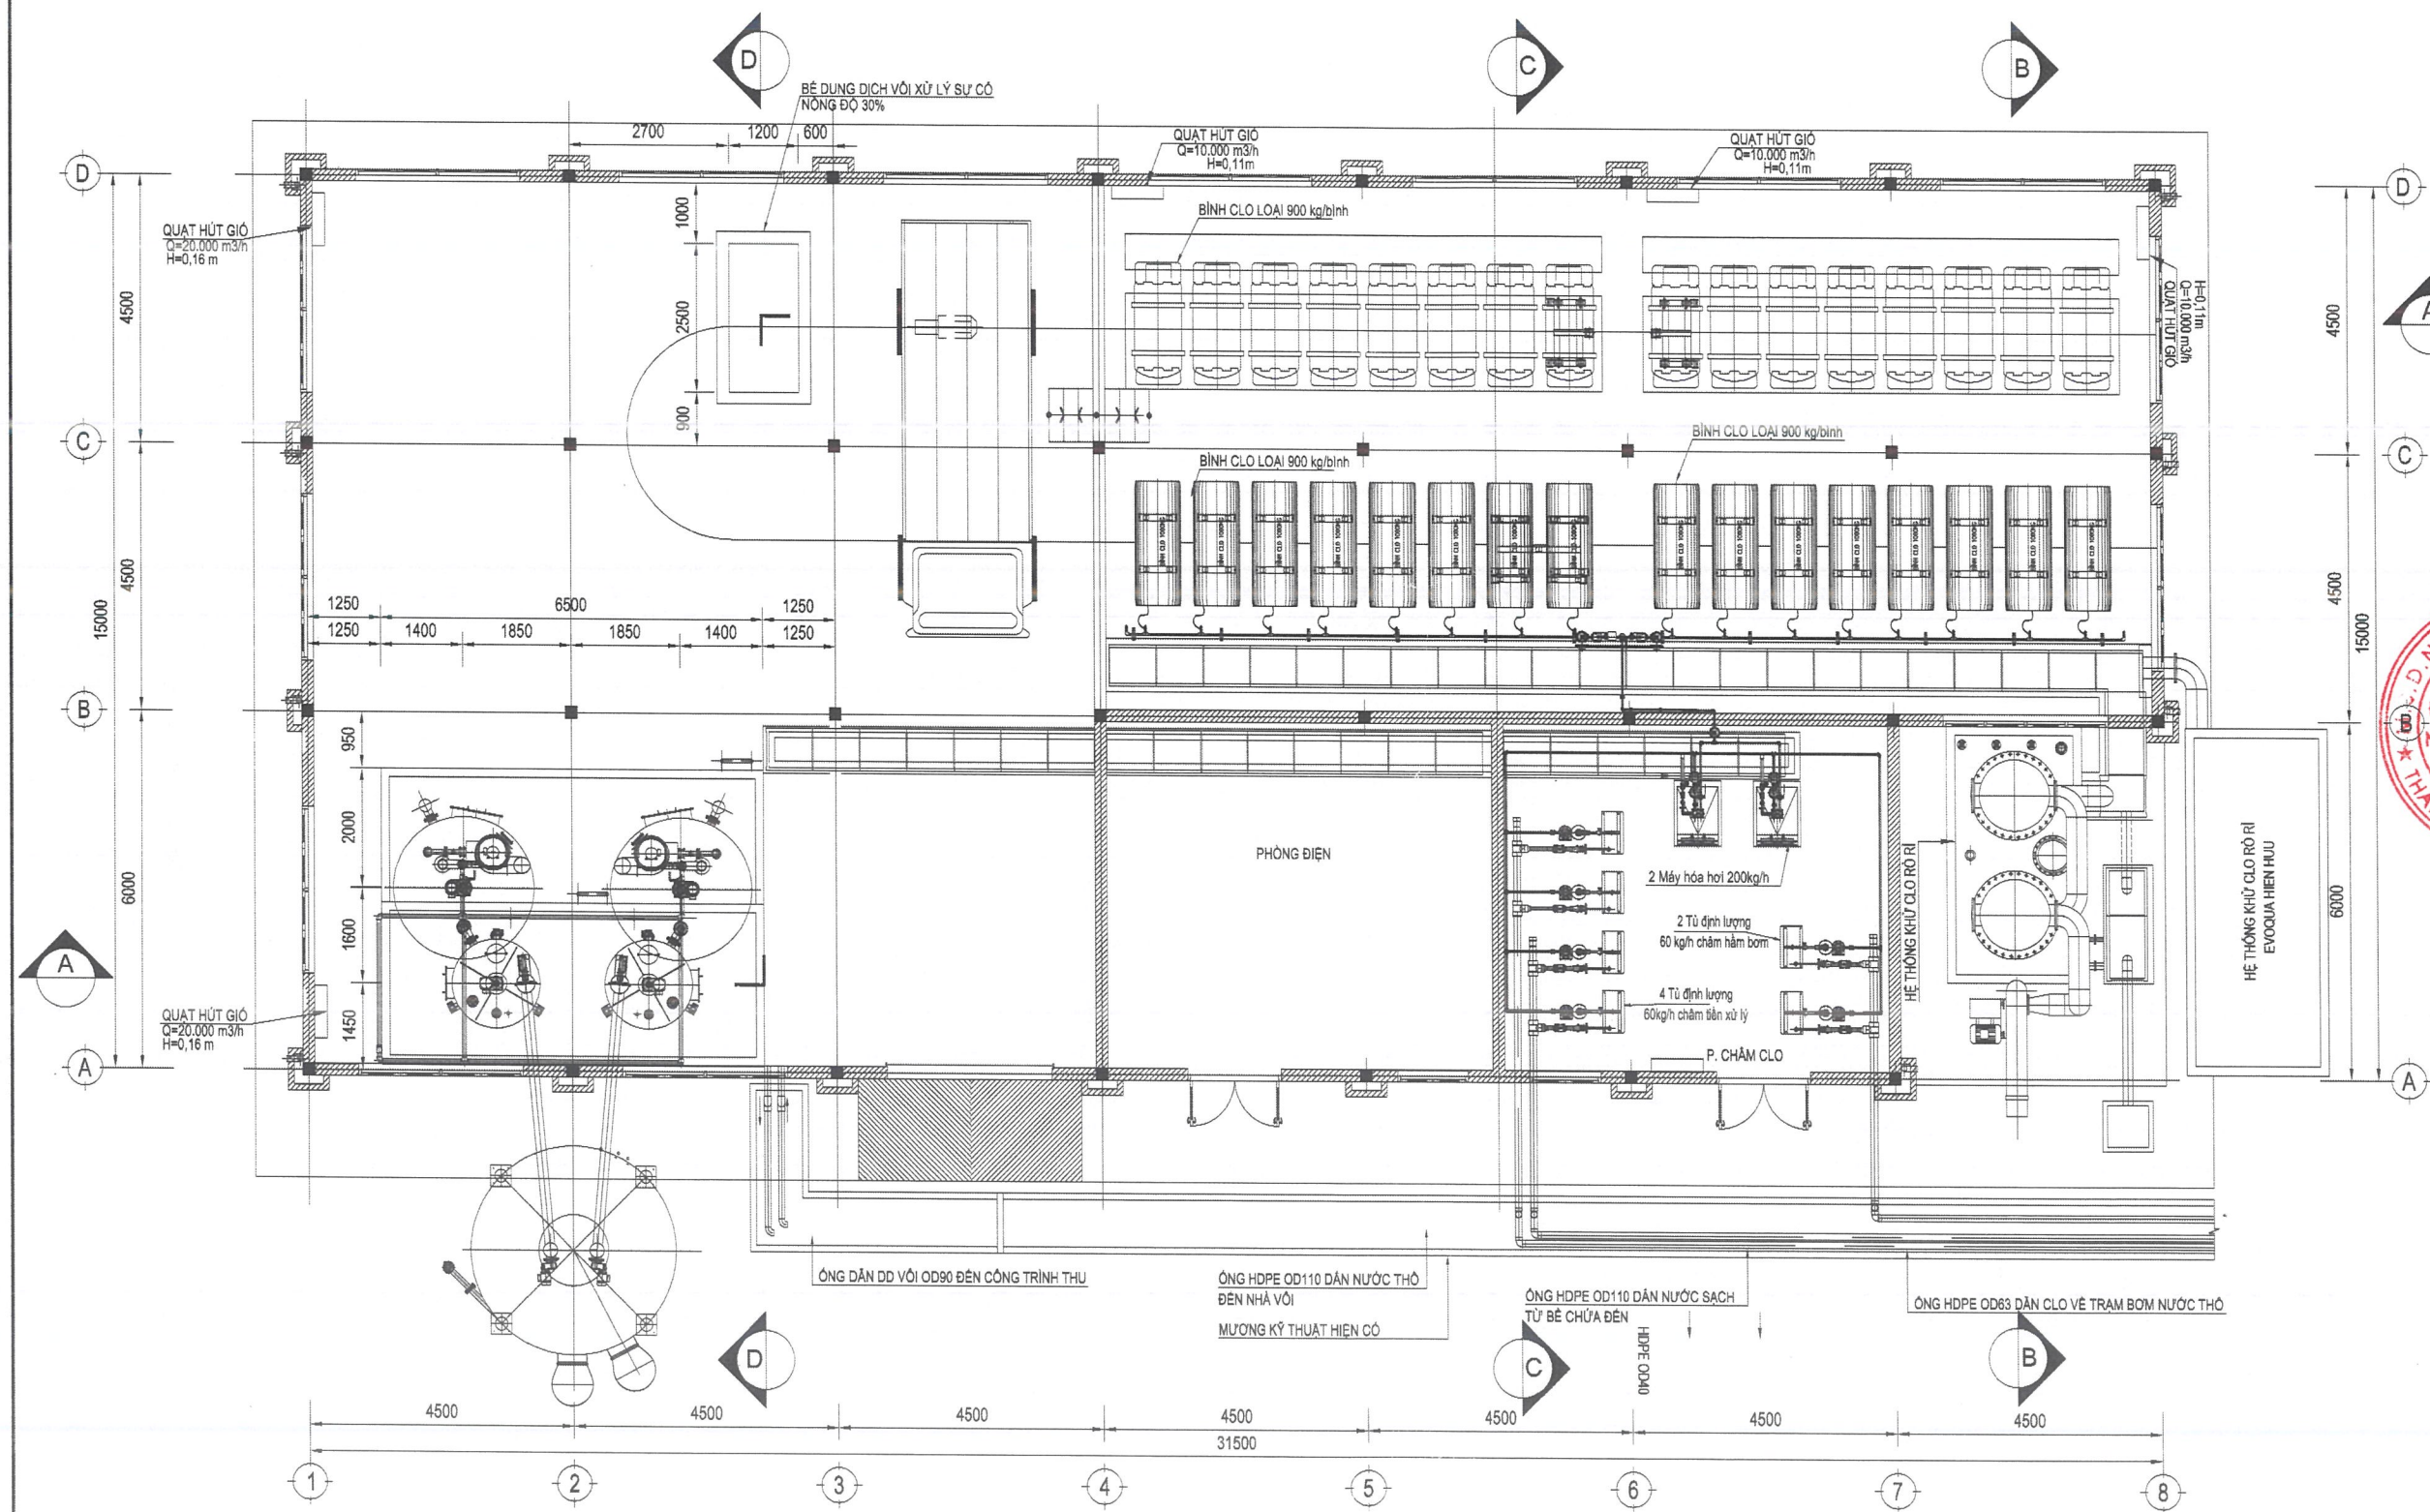 D
C
B
BỂ DUNG DỊCH VÔI XỬ LÝ SỰ CỐ
NỒNG ĐỘ 30%
2700
1200
600
QUẠT HÚT GIÓ
Q=10.000 m3/h
H=0,11m
QUẠT HÚT GIÓ
Q=10.000 m3/h
H=0,11m
D
D
QUẠT HÚT GIÓ
Q=20.000 m3/h
H=0,16 m
1000
2500
900
BÌNH CLO LOẠI 900 kg/bình
QUẠT HÚT GIÓ
Q=10.000 m3/h
H=0,11m
4500
4500
A
C
C
BÌNH CLO LOẠI 900 kg/bình
BÌNH CLO LOẠI 900 kg/bình
4500
15000
4500
15000
1250
6500
1250
1250
1400
1850
1850
1400
1250
B
B
950
2000
1600
1450
6000
6000
PHÒNG ĐIỆN
2 Máy hóa hơi 200kg/h
2 Tủ định lượng
60 kg/h châm hầm bơm
4 Tủ định lượng
60kg/h châm tiền xử lý
P. CHÂM CLO
HỆ THỐNG KHỬ CLO RÒ RỈ
HỆ THỐNG KHỬ CLO RÒ RỈ
EVOQUA HIEN HUU
A
QUẠT HÚT GIÓ
Q=20.000 m3/h
H=0,16 m
A
A
ỐNG DẪN DD VÔI OD90 ĐẾN CÔNG TRÌNH THU
ỐNG HDPE OD110 DẪN NƯỚC THÔ
ĐẾN NHÀ VÔI
MƯƠNG KỸ THUẬT HIỆN CÓ
ỐNG HDPE OD110 DẪN NƯỚC SẠCH
TỪ BỂ CHỨA ĐẾN
HDPE OD40
ỐNG HDPE OD63 DẪN CLO VỀ TRẠM BƠM NƯỚC THÔ
D
C
B
4500
4500
4500
4500
4500
4500
4500
31500
1
2
3
4
5
6
7
8